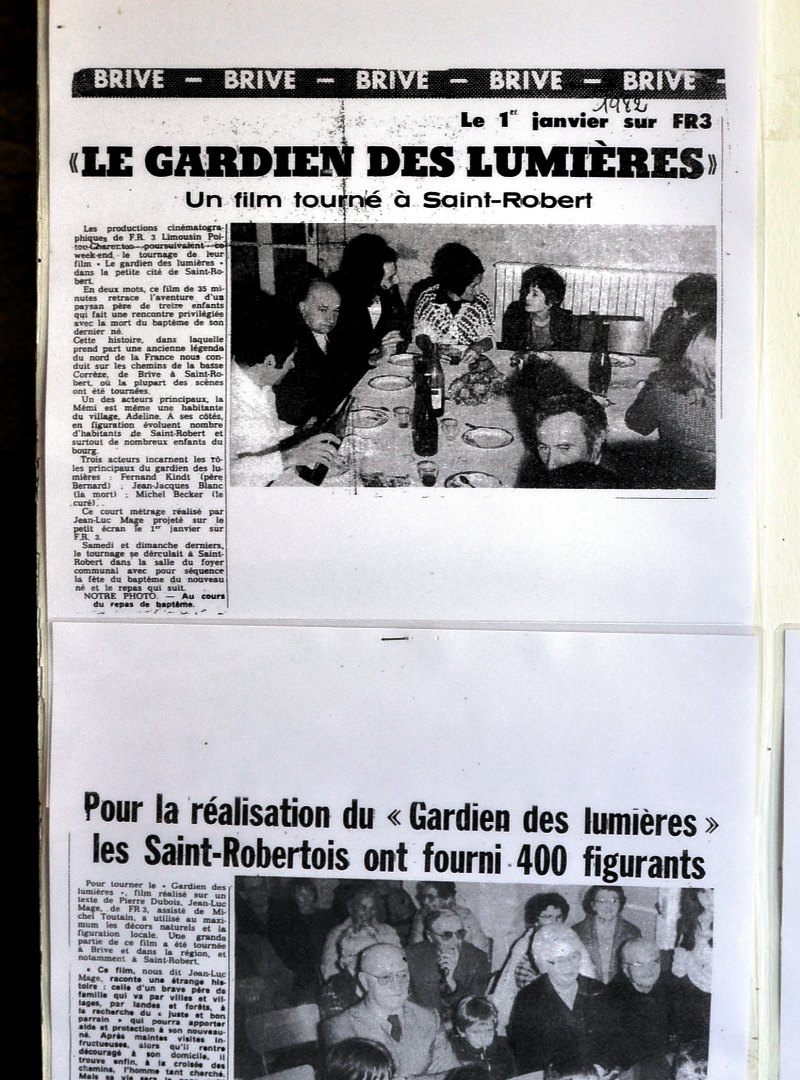 BRIVE — BRIVE — BRIVE — BRIVE — BRIVE -
1982
Le 1er janvier sur FR3
«LE GARDIEN DES LUMIÈRES»
Un film tourné à Saint-Robert
Les productions cinématogra-
phiques de F.R. 3 Limousin Poi-
tou-Charentes poursuivaient ce
week-end, le tournage de leur
film « Le gardien des lumières »
dans la petite cité de Saint-Ro-
bert.
En deux mots, ce film de 35 mi-
nutes retrace l'aventure d'un
paysan père de treize enfants
qui fait une rencontre privilégiée
avec la mort du baptême de son
dernier né.
Cette histoire, dans laquelle
prend part une ancienne légende
du nord de la France nous con-
duit sur les chemins de la basse
Corrèze, de Brive à Saint-Ro-
bert, où la plupart des scènes
ont été tournées.
Un des acteurs principaux, la
Mémi est même une habitante
du village, Adeline. A ses côtés,
en figuration évoluent nombre
d'habitants de Saint-Robert et
surtout de nombreux enfants du
bourg.
Trois acteurs incarnent les rô-
les principaux du gardien des lu-
mières : Fernand Kindt (père
Bernard) ; Jean-Jacques Blanc
(la mort) ; Michel Becker (le
curé)..
Ce court métrage réalisé par
Jean-Luc Mage projeté sur le
petit écran le 1er janvier sur
F.R. 3.
Samedi et dimanche derniers,
le tournage se dérculait à Saint-
Robert dans la salle du foyer
communal avec pour séquence
la fête du baptême du nouveau
né et le repas qui suit.
NOTRE PHOTO. — Au cours
du repas de baptême.
Pour la réalisation du « Gardien des lumières »
les Saint-Robertois ont fourni 400 figurants
Pour tourner le « Gardien des
lumières », film réalisé sur un
texte de Pierre Dubois, Jean-Luc
Mage, de FR 3, assisté de Mi-
chel Toutain, a utilisé au maxi-
mum les décors naturels et la
figuration locale. Une grande
partie de ce film a été tournée
à Brive et dans la région, et
notamment à Saint-Robert.
« Ce film, nous dit Jean-Luc
Mage, raconte une étrange his-
toire : celle d'un brave père de
famille qui va par villes et vil-
lages, par landes et forêts, à
la recherche du « juste et bon
parrain » qui pourra apporter
aide et protection à son nouveau-
né. Après maintes visites in-
fructueuses, alors qu'il rentre
découragé à son domicile, il
trouve enfin, à la croisée des
chemins, l'homme tant cherché.
Mais sa vie sera